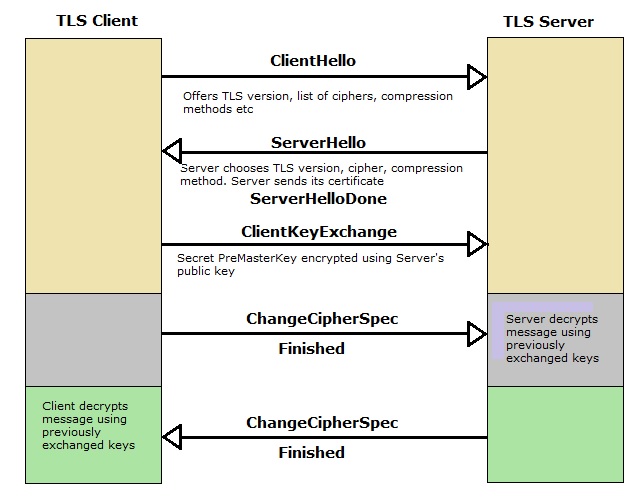 TLS Client
TLS Server
ClientHello
Offers TLS version, list of ciphers, compression
methods etc
ServerHello
Server chooses TLS version, cipher, compression
method. Server sends its certificate
ServerHelloDone
ClientKeyExchange
Secret PreMasterKey encrypted using Server's
public key
ChangeCipherSpec
Finished
Server decrypts
message using
previously
exchanged keys
Client decrypts
message using
previously
exchanged keys
ChangeCipherSpec
Finished